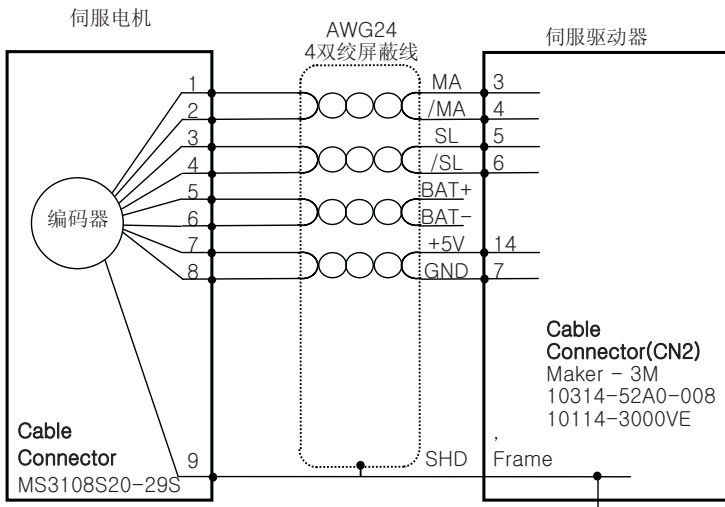 伺服电机
AWG24
4双绞屏蔽线
伺服驱动器
1 MA 3
2 /MA 4
3 SL 5
4 /SL 6
5 BAT+
编码器
6 BAT-
7 +5V 14
8 GND 7
Cable
Connector(CN2)
Maker - 3M
10314-52A0-008
10114-3000VE
,
Cable
Connector
9 SHD Frame
MS3108S20-29S